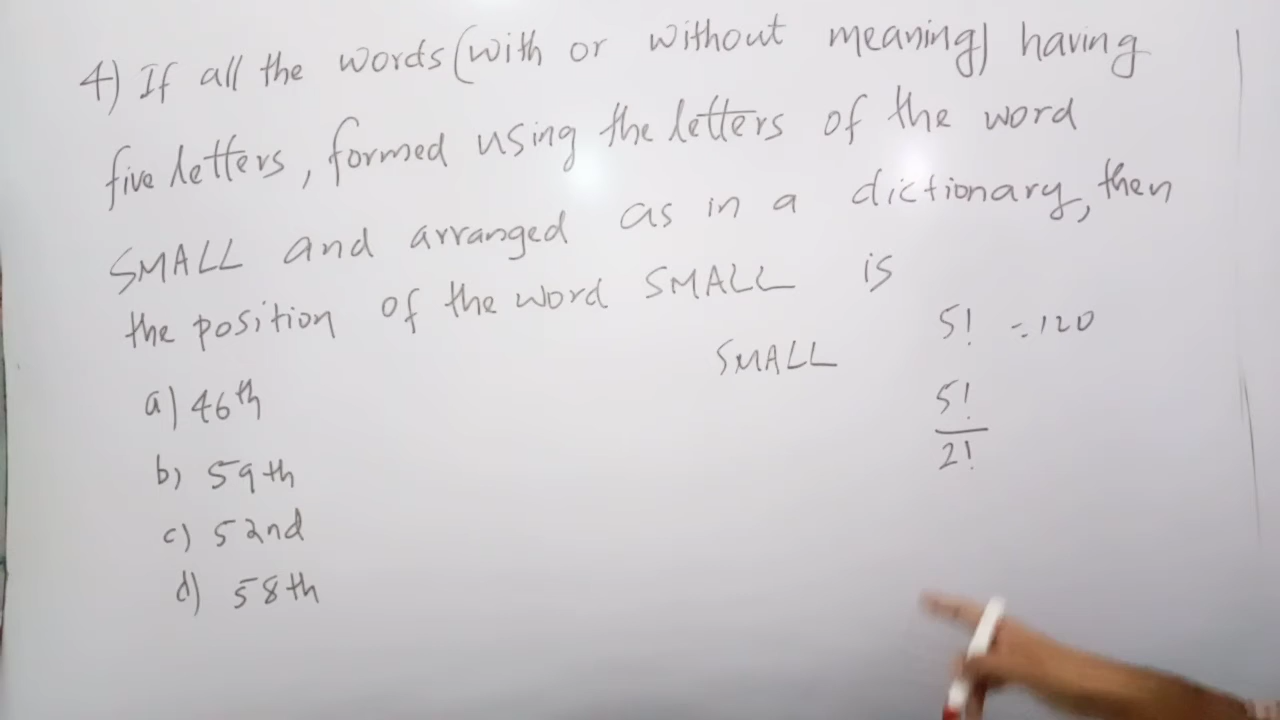 4) If all the words (with or without meaning) having
five letters, formed using the letters of the word
SMALL and arranged as in a dictionary, then
the position of the word SMALL is
SMALL
5! = 120
5!
2!
a) 46th
b) 59th
c) 52nd
d) 58th